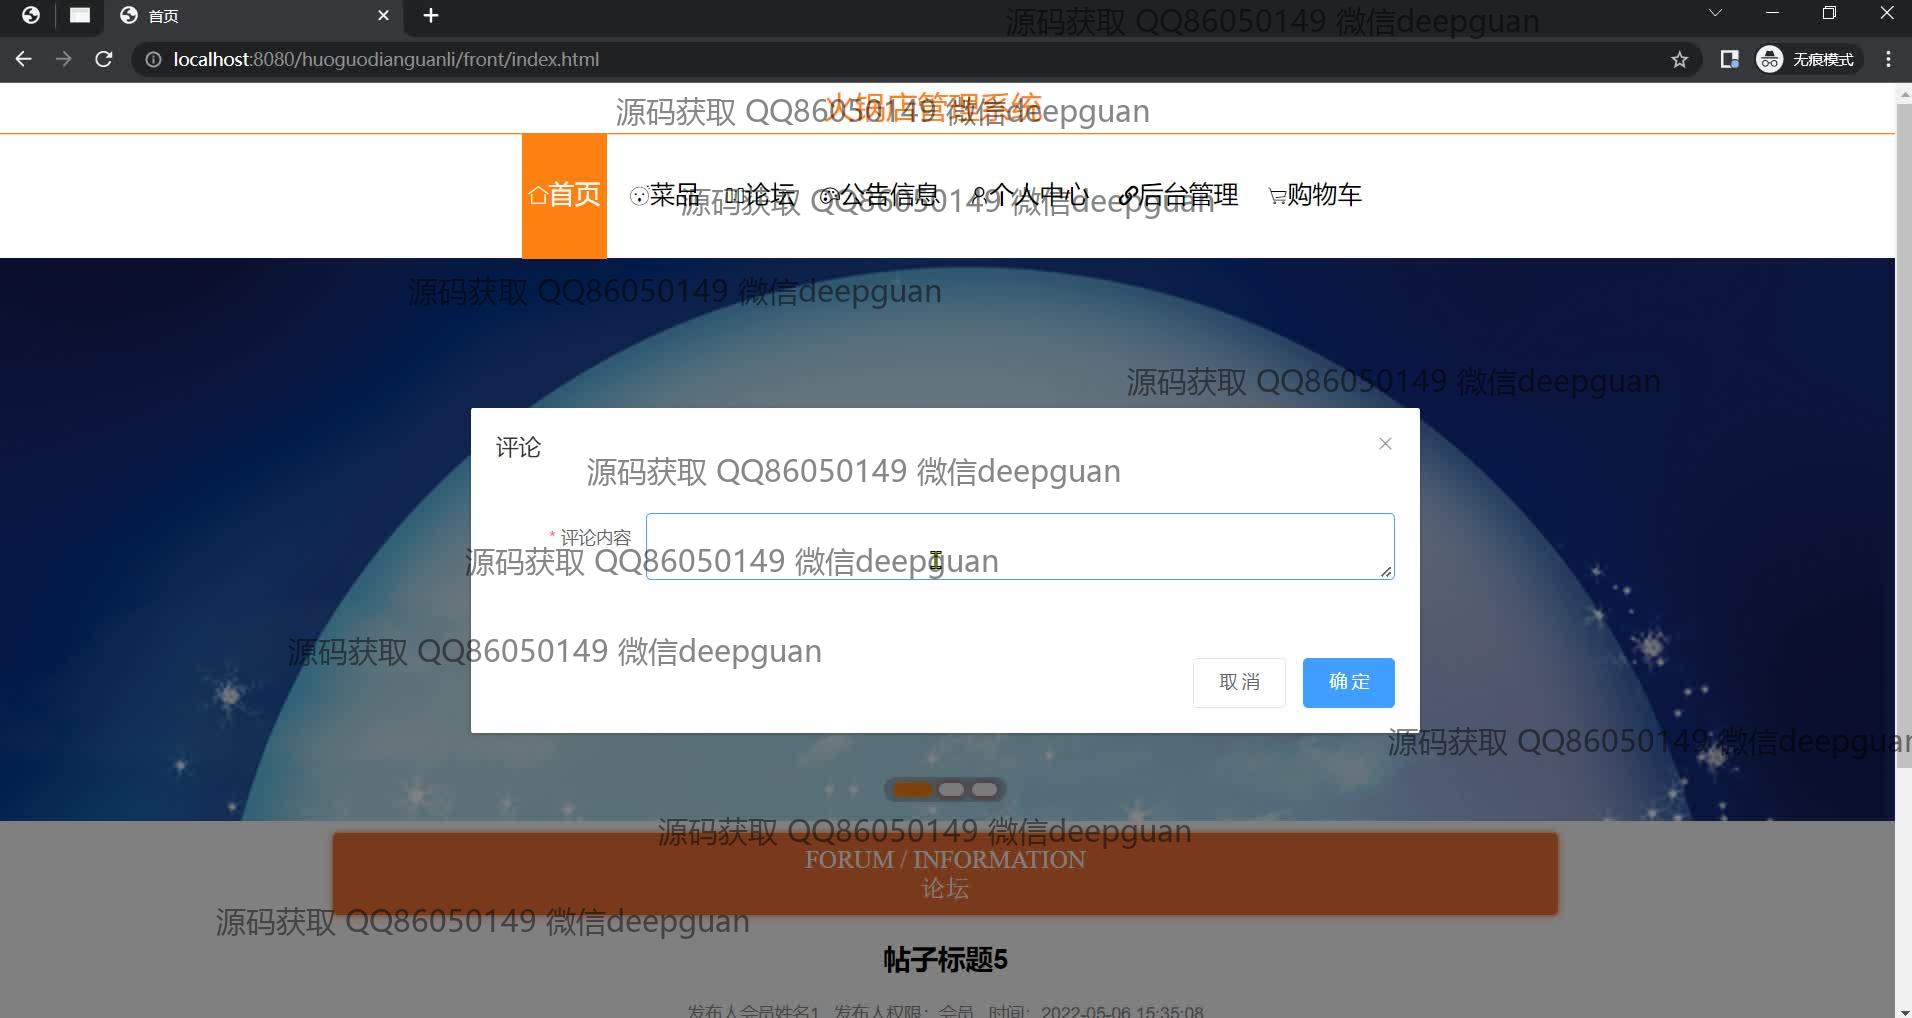 首页
源码获取 QQ86050149 微信deepguan
localhost:8080/huoguodianguanli/front/index.html
无痕模式
火锅店管理系统
源码获取 QQ86050149 微信deepguan
首页 菜品 论坛 公告信息 个人中心 后台管理 购物车
源码获取 QQ86050149 微信deepguan
源码获取 QQ86050149 微信deepguan
源码获取 QQ86050149 微信deepguan
评论
源码获取 QQ86050149 微信deepguan
* 评论内容
源码获取 QQ86050149 微信deepguan
源码获取 QQ86050149 微信deepguan
取消 确定
源码获取 QQ86050149 微信deepguan
源码获取 QQ86050149 微信deepguan
FORUM / INFORMATION
论坛
源码获取 QQ86050149 微信deepguan
帖子标题5
发布人会员姓名1 发布人权限：会员 时间：2022-05-06 15:35:08